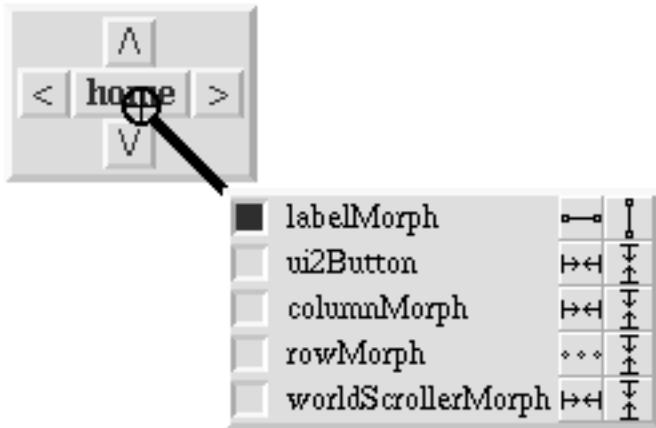 ^
< home >
V
labelMorph
ui2Button
columnMorph
rowMorph
worldScrollerMorph